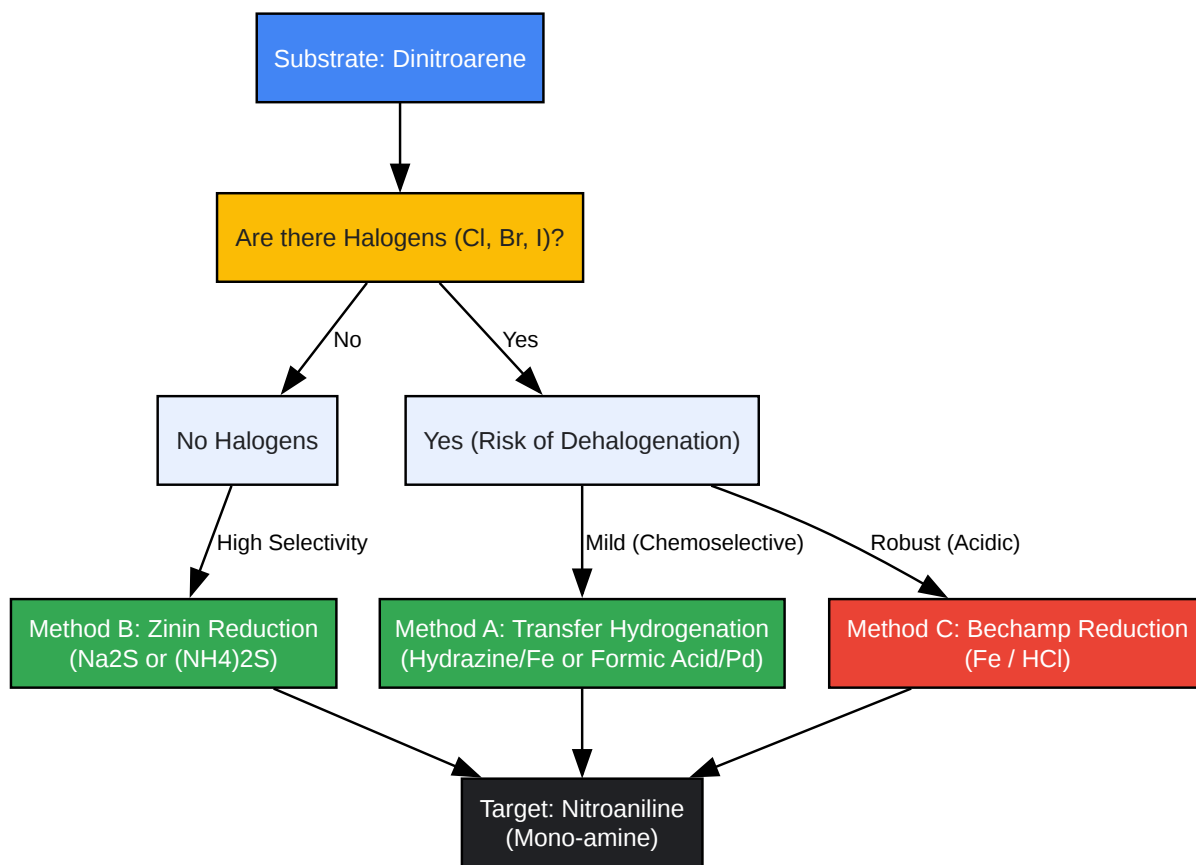 Substrate: Dinitroarene
Are there Halogens (Cl, Br, I)?
No
Yes
No Halogens
Yes (Risk of Dehalogenation)
High Selectivity
Mild (Chemoselective)
Robust (Acidic)
Method B: Zinin Reduction
(Na2S or (NH4)2S)
Method A: Transfer Hydrogenation
(Hydrazine/Fe or Formic Acid/Pd)
Method C: Bechamp Reduction
(Fe / HCl)
Target: Nitroaniline
(Mono-amine)